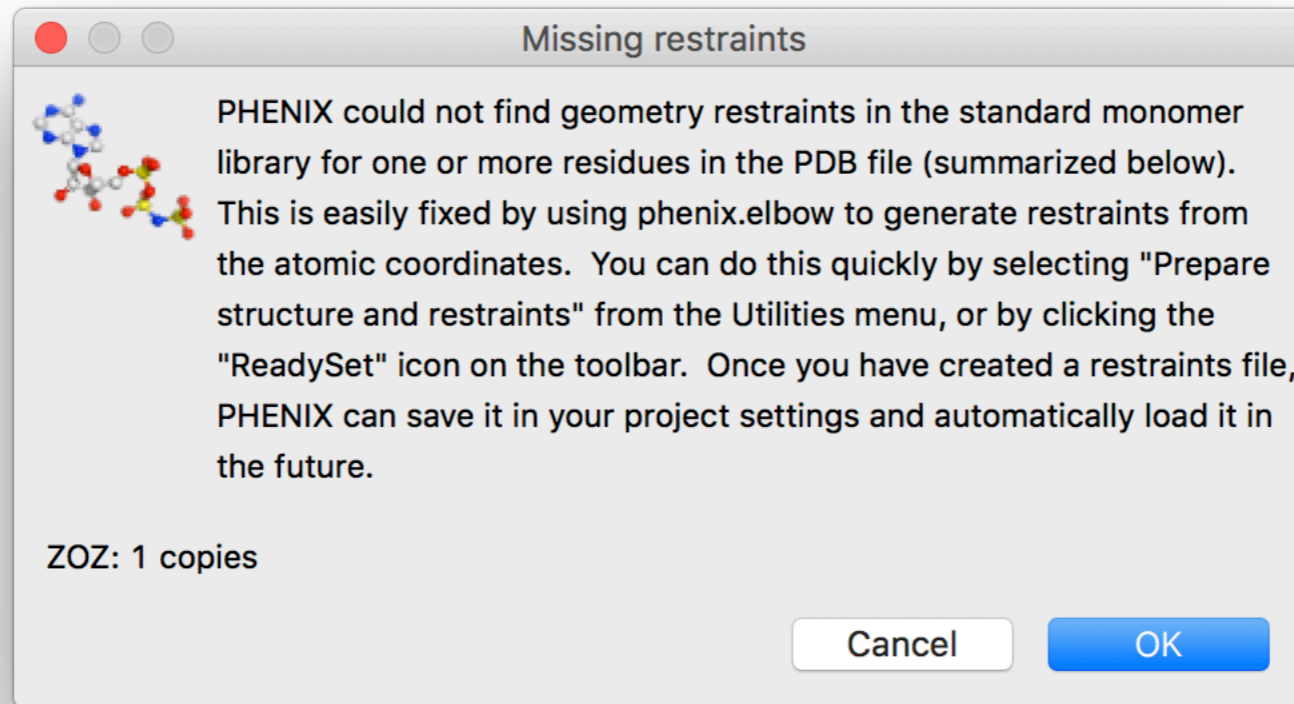 Missing restraints
PHENIX could not find geometry restraints in the standard monomer
library for one or more residues in the PDB file (summarized below).
This is easily fixed by using phenix.elbow to generate restraints from
the atomic coordinates.  You can do this quickly by selecting "Prepare
structure and restraints" from the Utilities menu, or by clicking the
"ReadySet" icon on the toolbar.  Once you have created a restraints file,
PHENIX can save it in your project settings and automatically load it in
the future.
ZOZ: 1 copies
Cancel OK